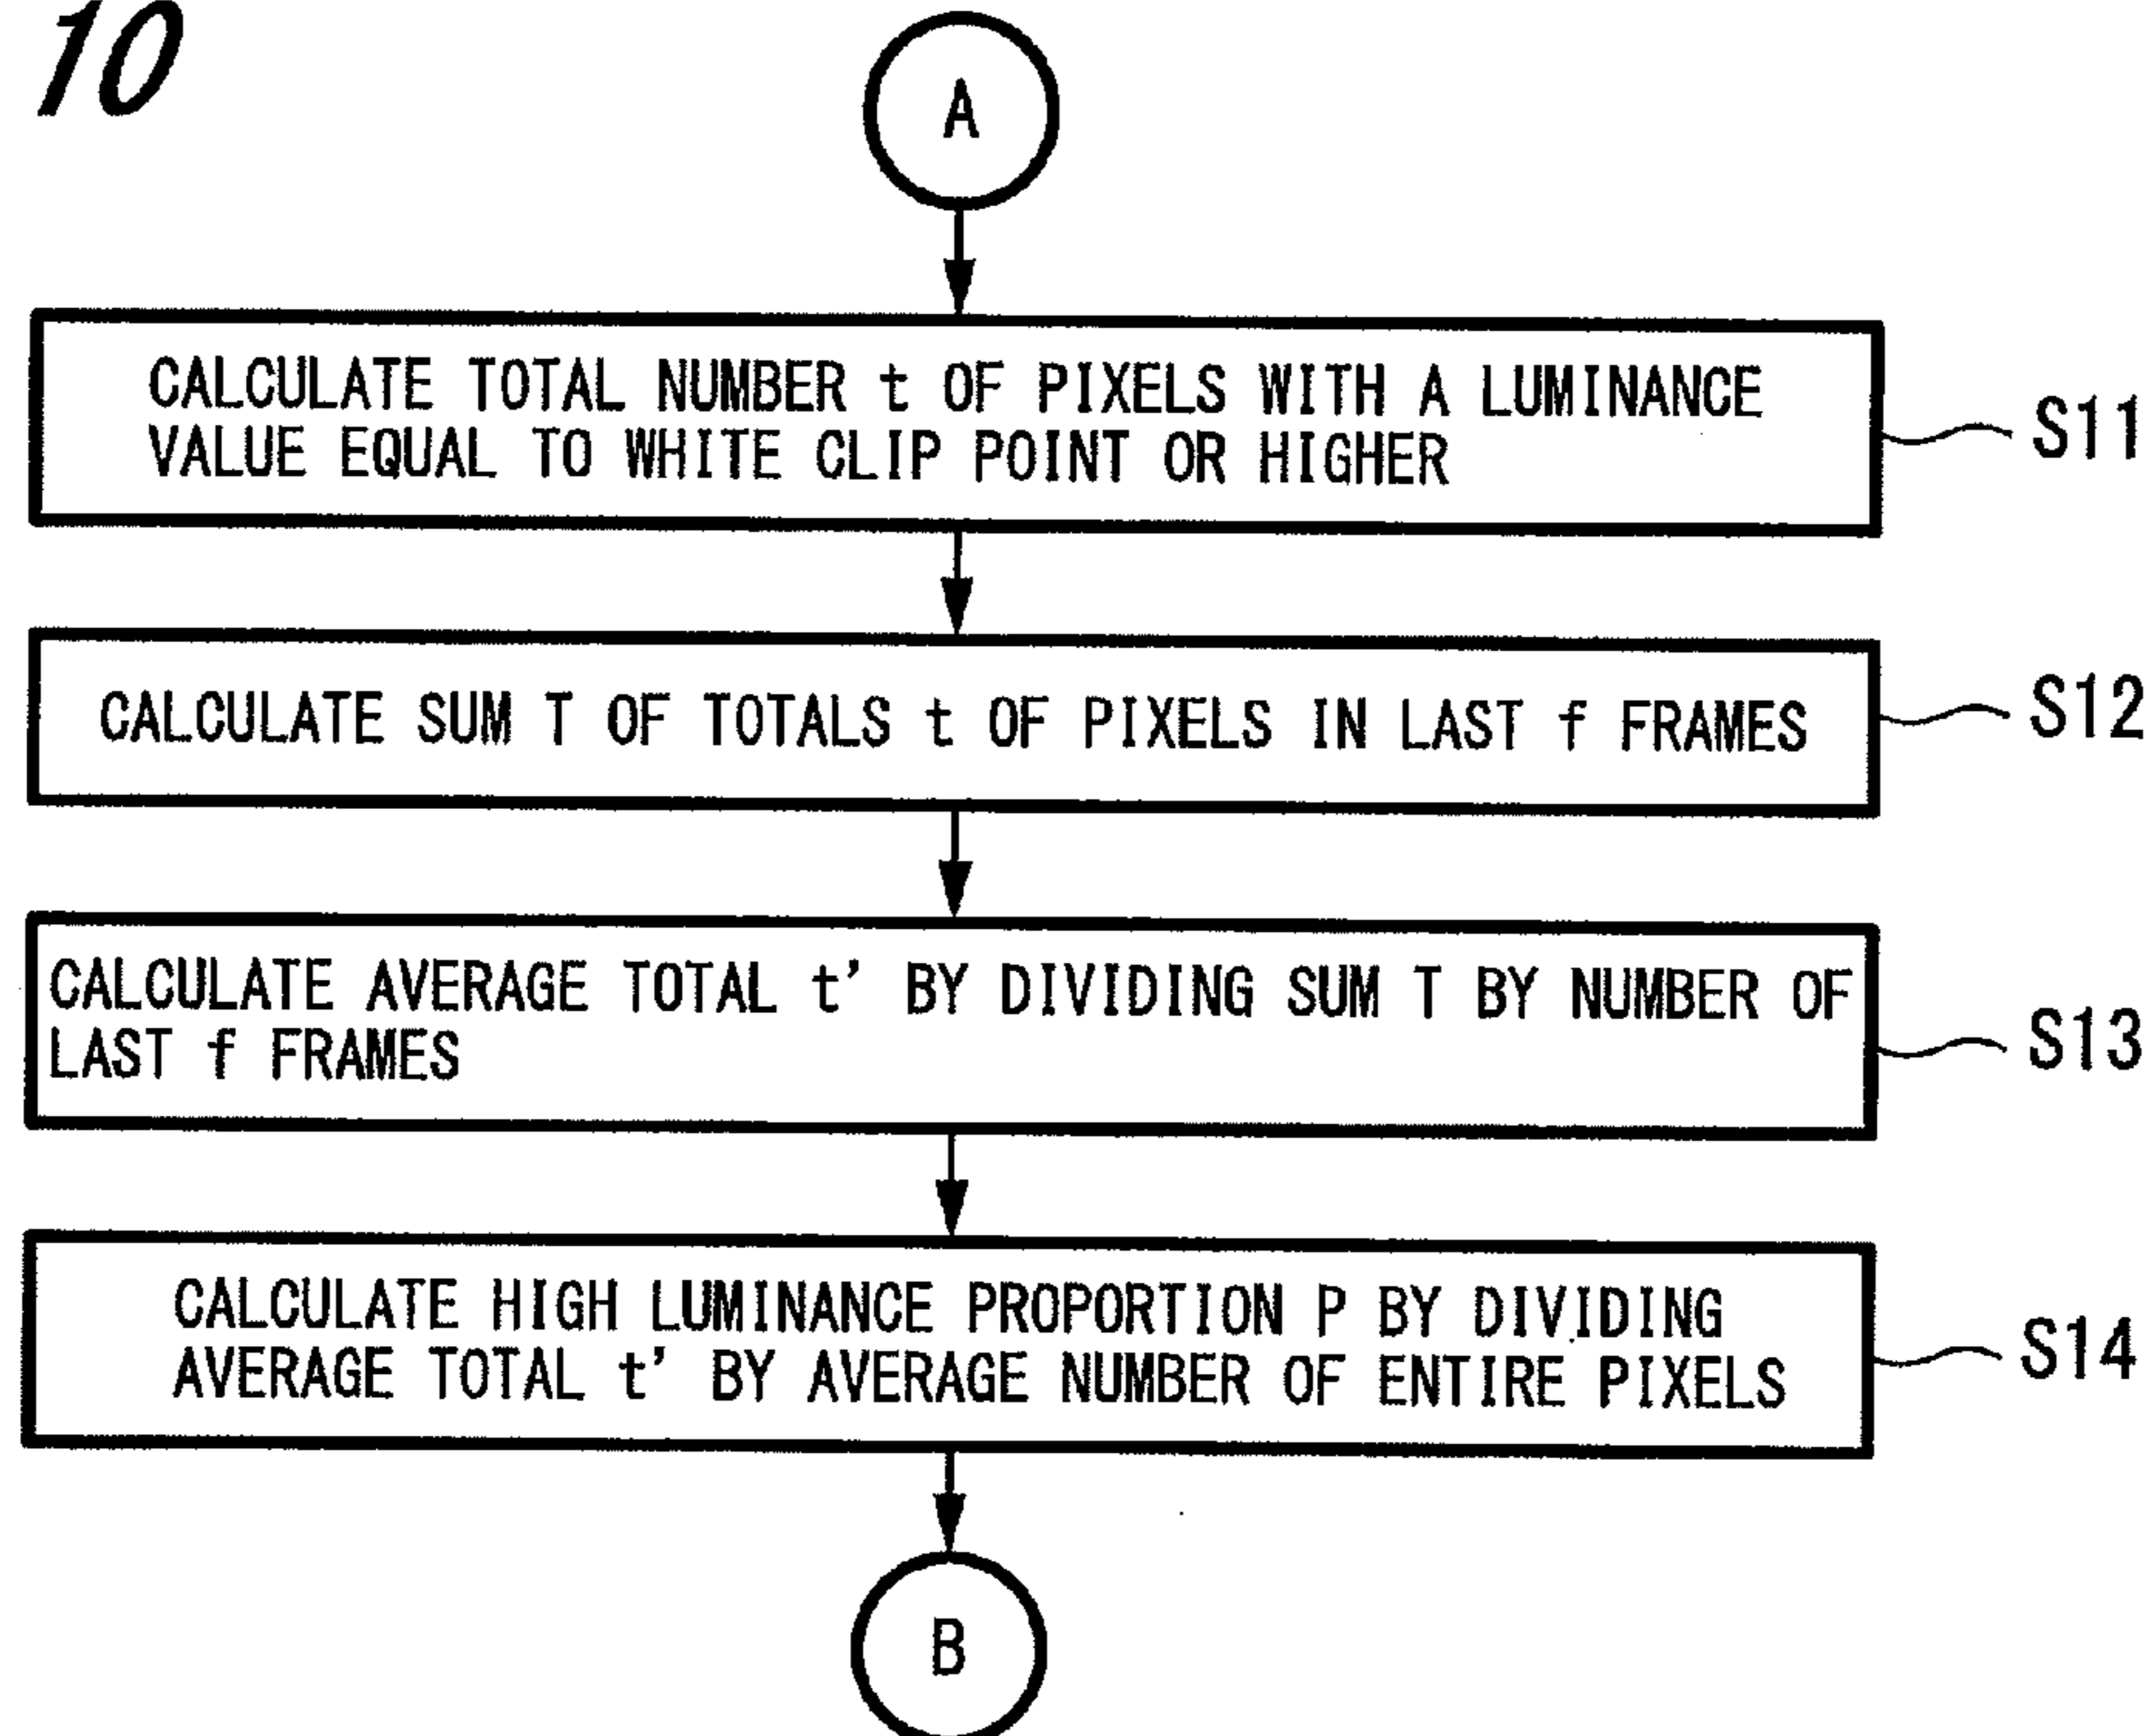 10
A
CALCULATE TOTAL NUMBER t OF PIXELS WITH A LUMINANCE
VALUE EQUAL TO WHITE CLIP POINT OR HIGHER
S11
CALCULATE SUM T OF TOTALS t OF PIXELS IN LAST f FRAMES
S12
CALCULATE AVERAGE TOTAL t' BY DIVIDING SUM T BY NUMBER OF
LAST f FRAMES
S13
CALCULATE HIGH LUMINANCE PROPORTION P BY DIVIDING
AVERAGE TOTAL t' BY AVERAGE NUMBER OF ENTIRE PIXELS
S14
B